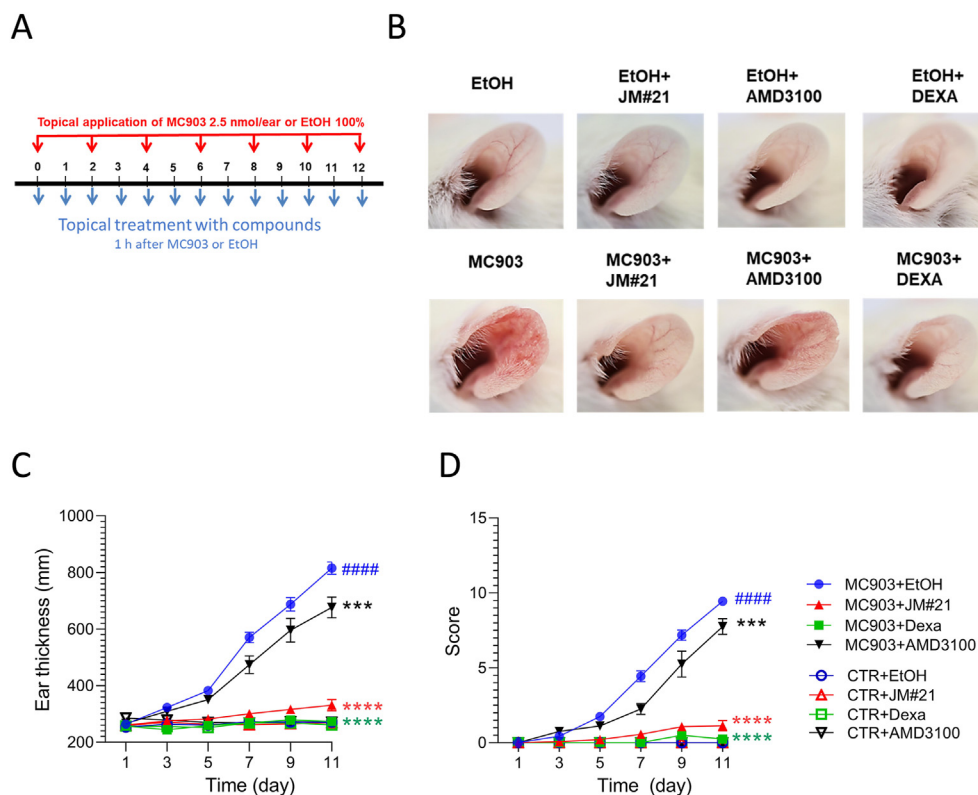 A
Topical application of MC903 2.5 nmol/ear or EtOH 100%
0 1 2 3 4 5 6 7 8 9 10 11 12
Topical treatment with compounds
1 h after MC903 or EtOH
B
EtOH
EtOH+
JM#21
EtOH+
AMD3100
EtOH+
DEXA
MC903
MC903+
JM#21
MC903+
AMD3100
MC903+
DEXA
C
1000
800
600
400
200
Ear thickness (mm)
####
***
****
****
1 3 5 7 9 11
Time (day)
D
15
10
5
0
Score
####
***
****
****
1 3 5 7 9 11
Time (day)
MC903+EtOH
MC903+JM#21
MC903+Dexa
MC903+AMD3100
CTR+EtOH
CTR+JM#21
CTR+Dexa
CTR+AMD3100